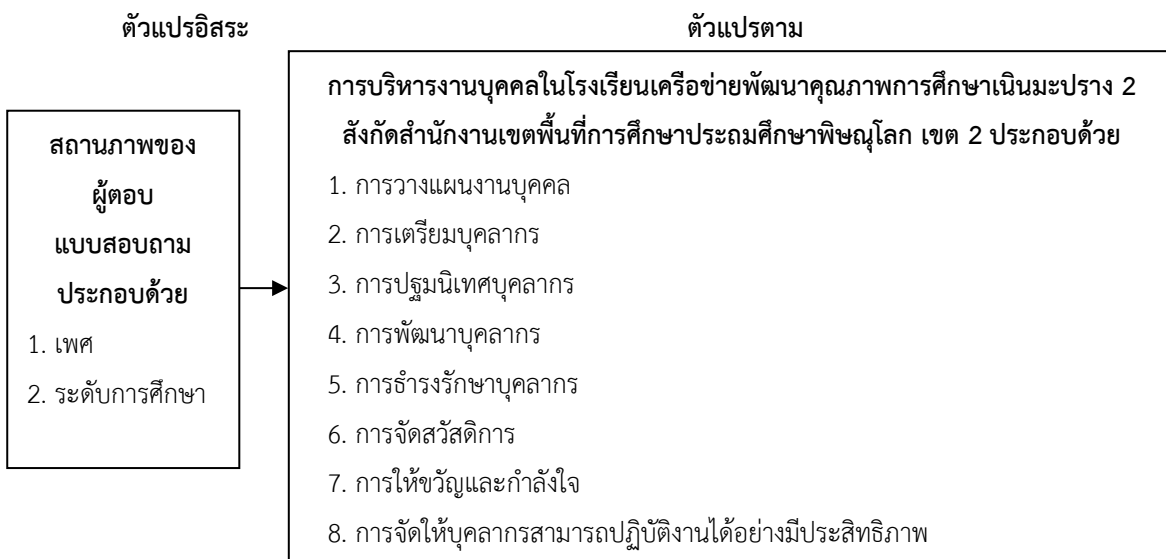 ตัวแปรอิสระ
ตัวแปรตาม
สถานภาพของ
ผู้ตอบ
แบบสอบถาม
ประกอบด้วย
1. เพศ
2. ระดับการศึกษา
การบริหารงานบุคคลในโรงเรียนเครือข่ายพัฒนาคุณภาพการศึกษาเนินมะปราง 2
สังกัดสำนักงานเขตพื้นที่การศึกษาประถมศึกษาพิษณุโลก เขต 2 ประกอบด้วย
1. การวางแผนงานบุคคล
2. การเตรียมบุคลากร
3. การปฐมนิเทศบุคลากร
4. การพัฒนาบุคลากร
5. การธำรงรักษาบุคลากร
6. การจัดสวัสดิการ
7. การให้ขวัญและกำลังใจ
8. การจัดให้บุคลากรสามารถปฏิบัติงานได้อย่างมีประสิทธิภาพ